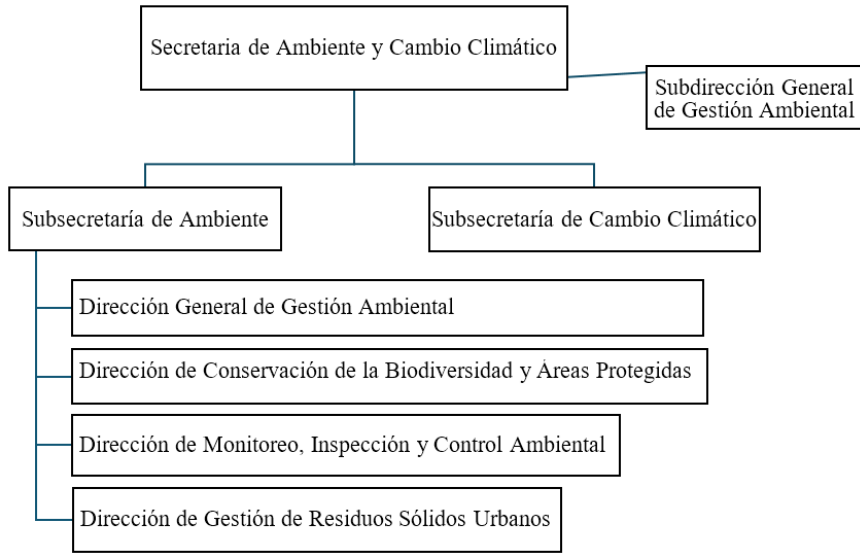 Secretaria de Ambiente y Cambio Climático
Subdirección General
de Gestión Ambiental
Subsecretaría de Ambiente
Subsecretaría de Cambio Climático
Dirección General de Gestión Ambiental
Dirección de Conservación de la Biodiversidad y Áreas Protegidas
Dirección de Monitoreo, Inspección y Control Ambiental
Dirección de Gestión de Residuos Sólidos Urbanos